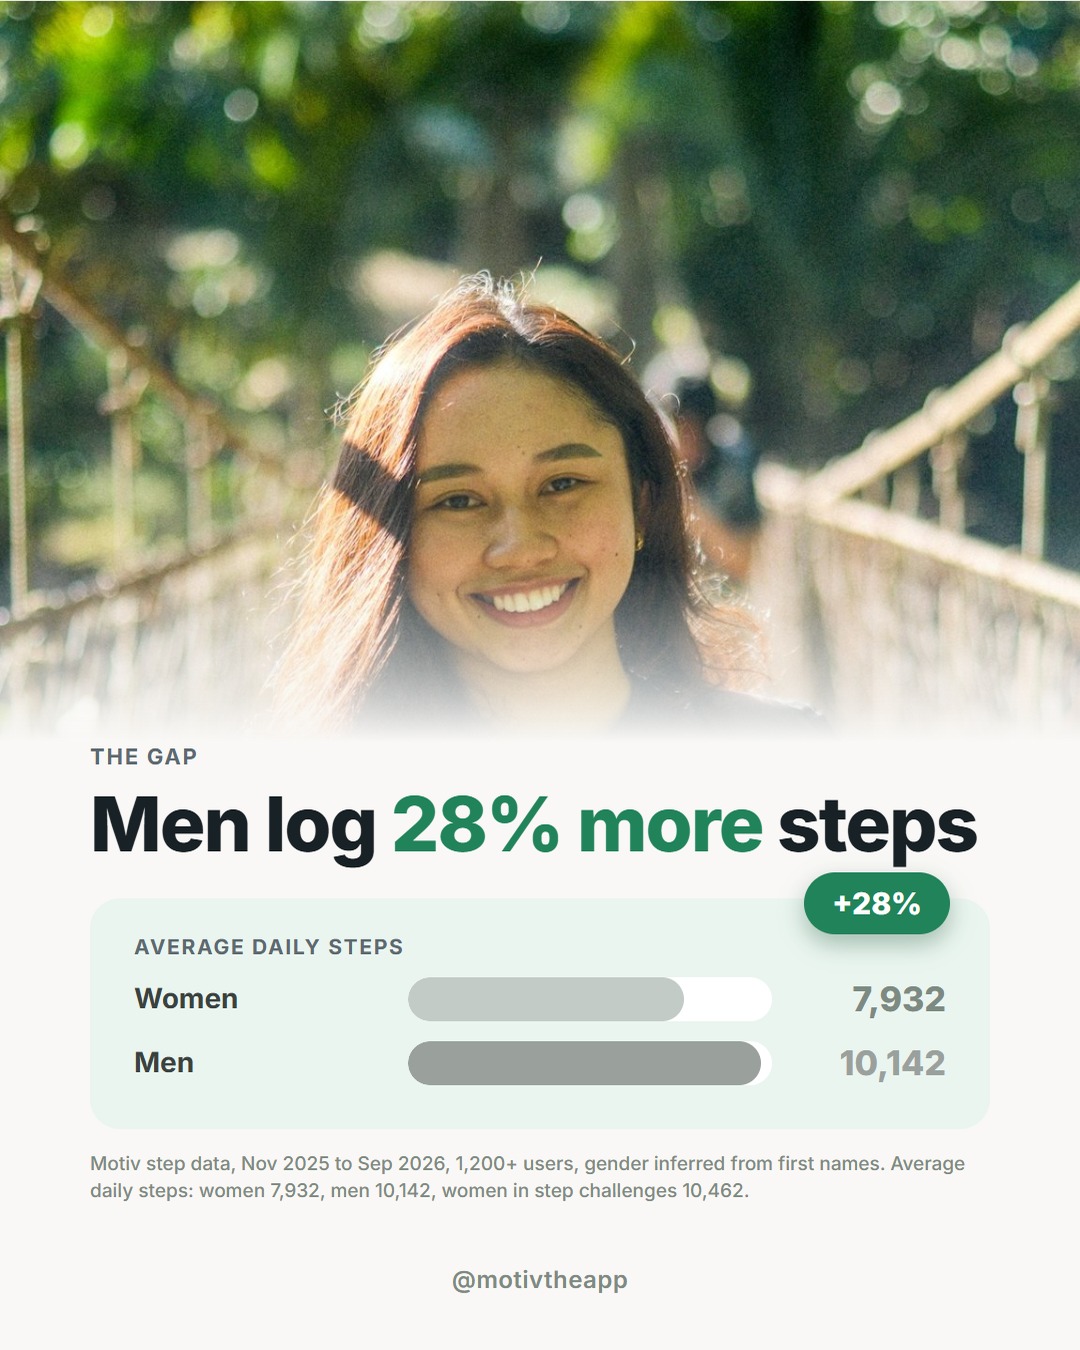 THE GAP
Men log 28% more steps
+28%
AVERAGE DAILY STEPS
Women 7,932
Men 10,142
Motiv step data, Nov 2025 to Sep 2026, 1,200+ users, gender inferred from first names. Average
daily steps: women 7,932, men 10,142, women in step challenges 10,462.
@motivtheapp